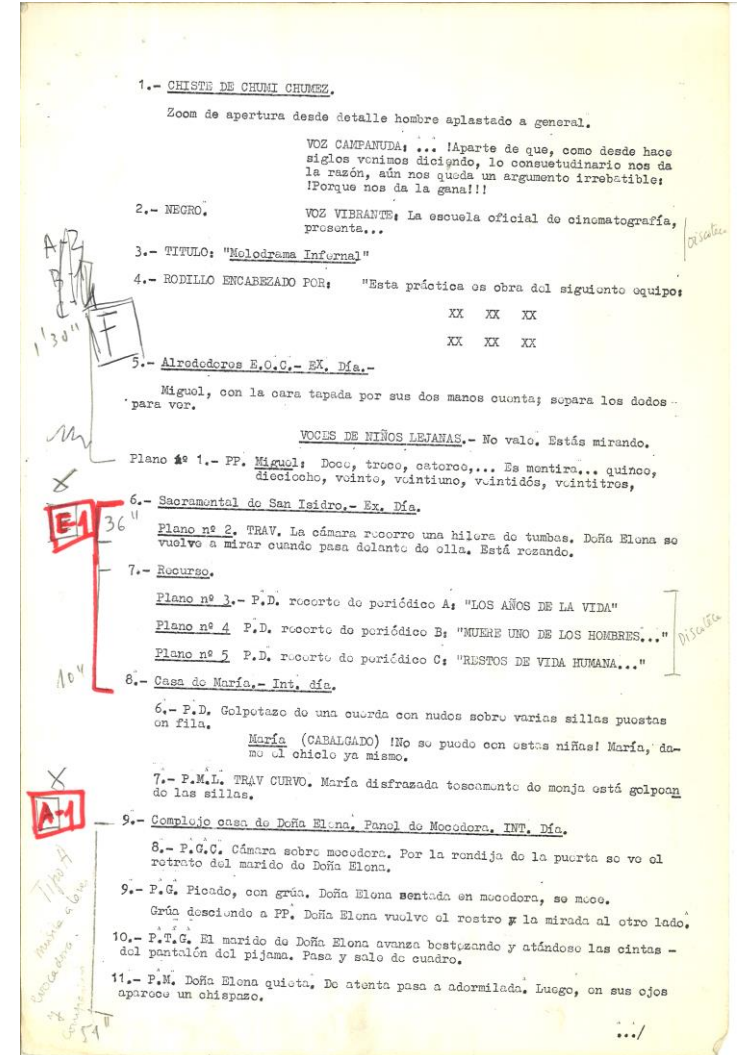 1.- CHISTE DE CHUMI CHUMEZ.
Zoom de apertura desde detalle hombre aplastado a general.
VOZ CAMPANUDA: ... !Aparte de que, como desde hace
siglos venimos diciendo, lo consuetudinario nos da
la razón, aún nos queda un argumento irrebatible:
!Porque nos da la gana!!!
2.- NEGRO.
VOZ VIBRANTE: La escuela oficial de cinematografía,
presenta...
Discoteca
3.- TITULO: "Melodrama Infernal"
A-2
B-1
4.- RODILLO ENCABEZADO POR: "Esta práctica es obra del siguiente equipo:
XX XX XX
XX XX XX
F
1'30"
5.- Alrededores E.O.C.- EX. Día.-
Miguel, con la cara tapada por sus dos manos cuenta; separa los dedos -
para ver.
VOCES DE NIÑOS LEJANAS.- No vale. Estás mirando.
Plano nº 1.- PP. Miguel: Doce, trece, catorce,... Es mentira... quince,
dieciocho, veinte, veintiuno, veintidós, veintitres,
X
6.- Sacramental de San Isidro.- Ex. Día.
E-1
36"
Plano nº 2. TRAV. La cámara recorre una hilera de tumbas. Doña Elena se
vuelve a mirar cuando pasa delante de ella. Está rezando.
7.- Recurso.
Plano nº 3.- P.D. recorte de periódico A: "LOS AÑOS DE LA VIDA"
Plano nº 4 P.D. recorte de periódico B: "MUERE UNO DE LOS HOMBRES..."
Discoteca
Plano nº 5 P.D. recorte de periódico C: "RESTOS DE VIDA HUMANA..."
10"
8.- Casa de María.- Int. día.
6.- P.D. Golpetazo de una cuerda con nudos sobre varias sillas puestas
en fila.
María (CABALGADO) !No se puede con estas niñas! María, da-
me el chicle ya mismo.
7.- P.M.L. TRAV CURVO. María disfrazada toscamente de monja está golpean
do las sillas.
X
A-1
9.- Complejo casa de Doña Elena. Panel de Mecedora. INT. Día.
8.- P.G.C. Cámara sobre mecedora. Por la rendija de la puerta se ve el
retrato del marido de Doña Elena.
9.- P.G. Picado, con grúa. Doña Elena sentada en mecedora, se mece.
Grúa desciende a PP. Doña Elena vuelve el rostro y la mirada al otro lado.
10.- P.T.G. El marido de Doña Elena avanza bostezando y atándose las cintas -
del pantalón del pijama. Pasa y sale de cuadro.
11.- P.M. Doña Elena quieta. De atenta pasa a adormilada. Luego, en sus ojos
aparece un chispazo.
Tipo A
evocadora.
54"
.../